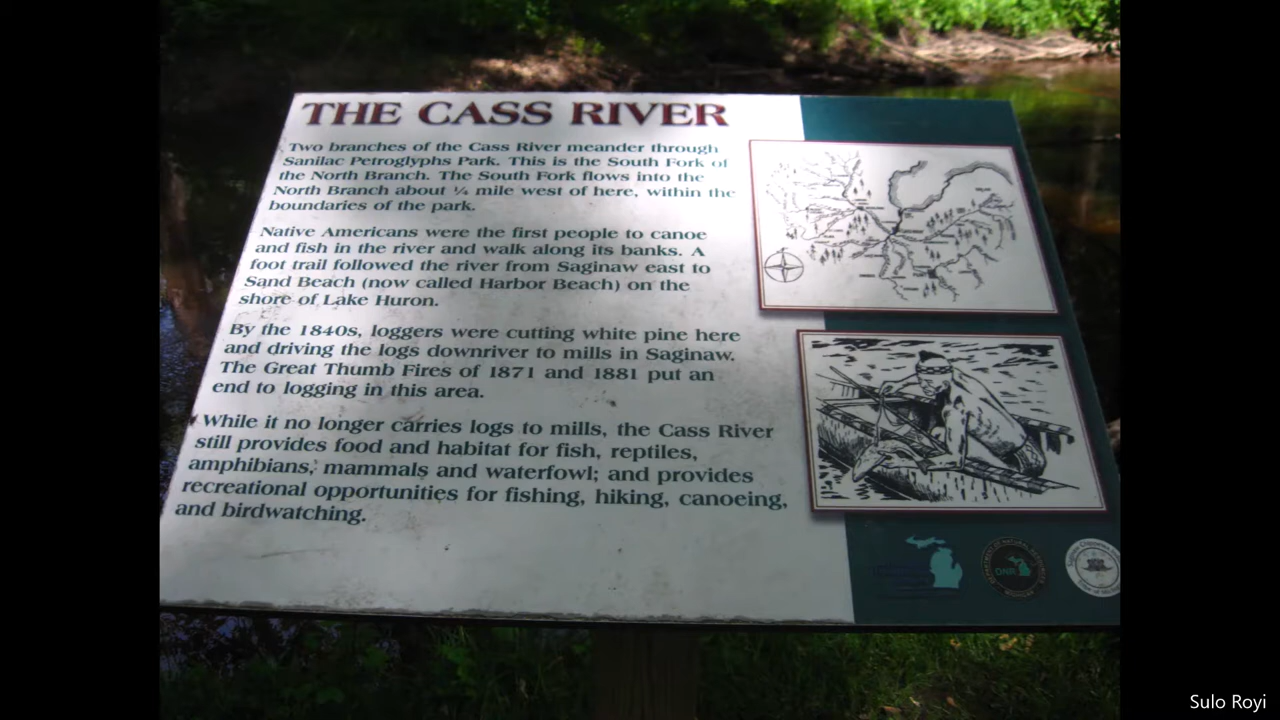 THE CASS RIVER
Two branches of the Cass River meander through
Sanilac Petroglyphs Park. This is the South Fork of
the North Branch. The South Fork flows into the
North Branch about ¼ mile west of here, within the
boundaries of the park.
Native Americans were the first people to canoe
and fish in the river and walk along its banks. A
foot trail followed the river from Saginaw east to
Sand Beach (now called Harbor Beach) on the
shore of Lake Huron.
By the 1840s, loggers were cutting white pine here
and driving the logs downriver to mills in Saginaw.
The Great Thumb Fires of 1871 and 1881 put an
end to logging in this area.
While it no longer carries logs to mills, the Cass River
still provides food and habitat for fish, reptiles,
amphibians, mammals and waterfowl; and provides
recreational opportunities for fishing, hiking, canoeing,
and birdwatching.
DNR
Sulo Royi